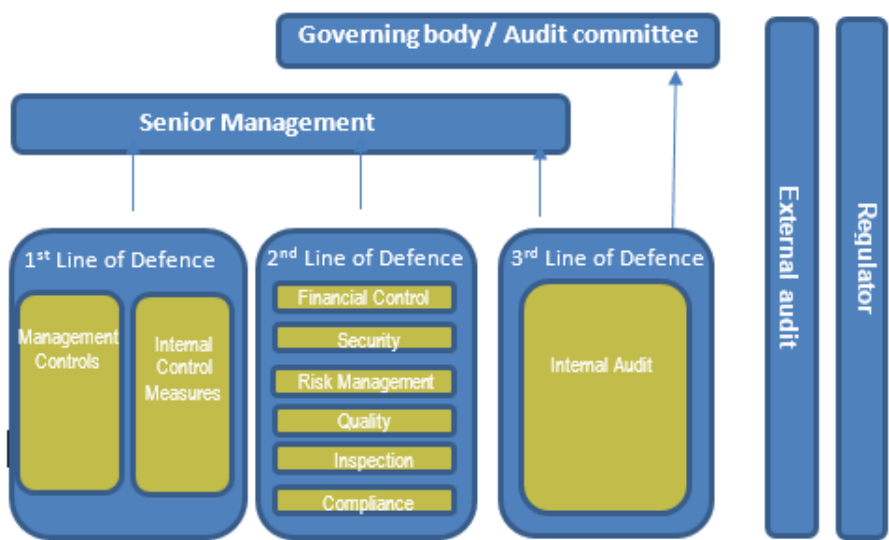 Governing body / Audit committee
Senior Management
1st Line of Defence
Management
Controls
Internal
Control
Measures
2nd Line of Defence
Financial Control
Security
Risk Management
Quality
Inspection
Compliance
3rd Line of Defence
Internal Audit
External audit
Regulator